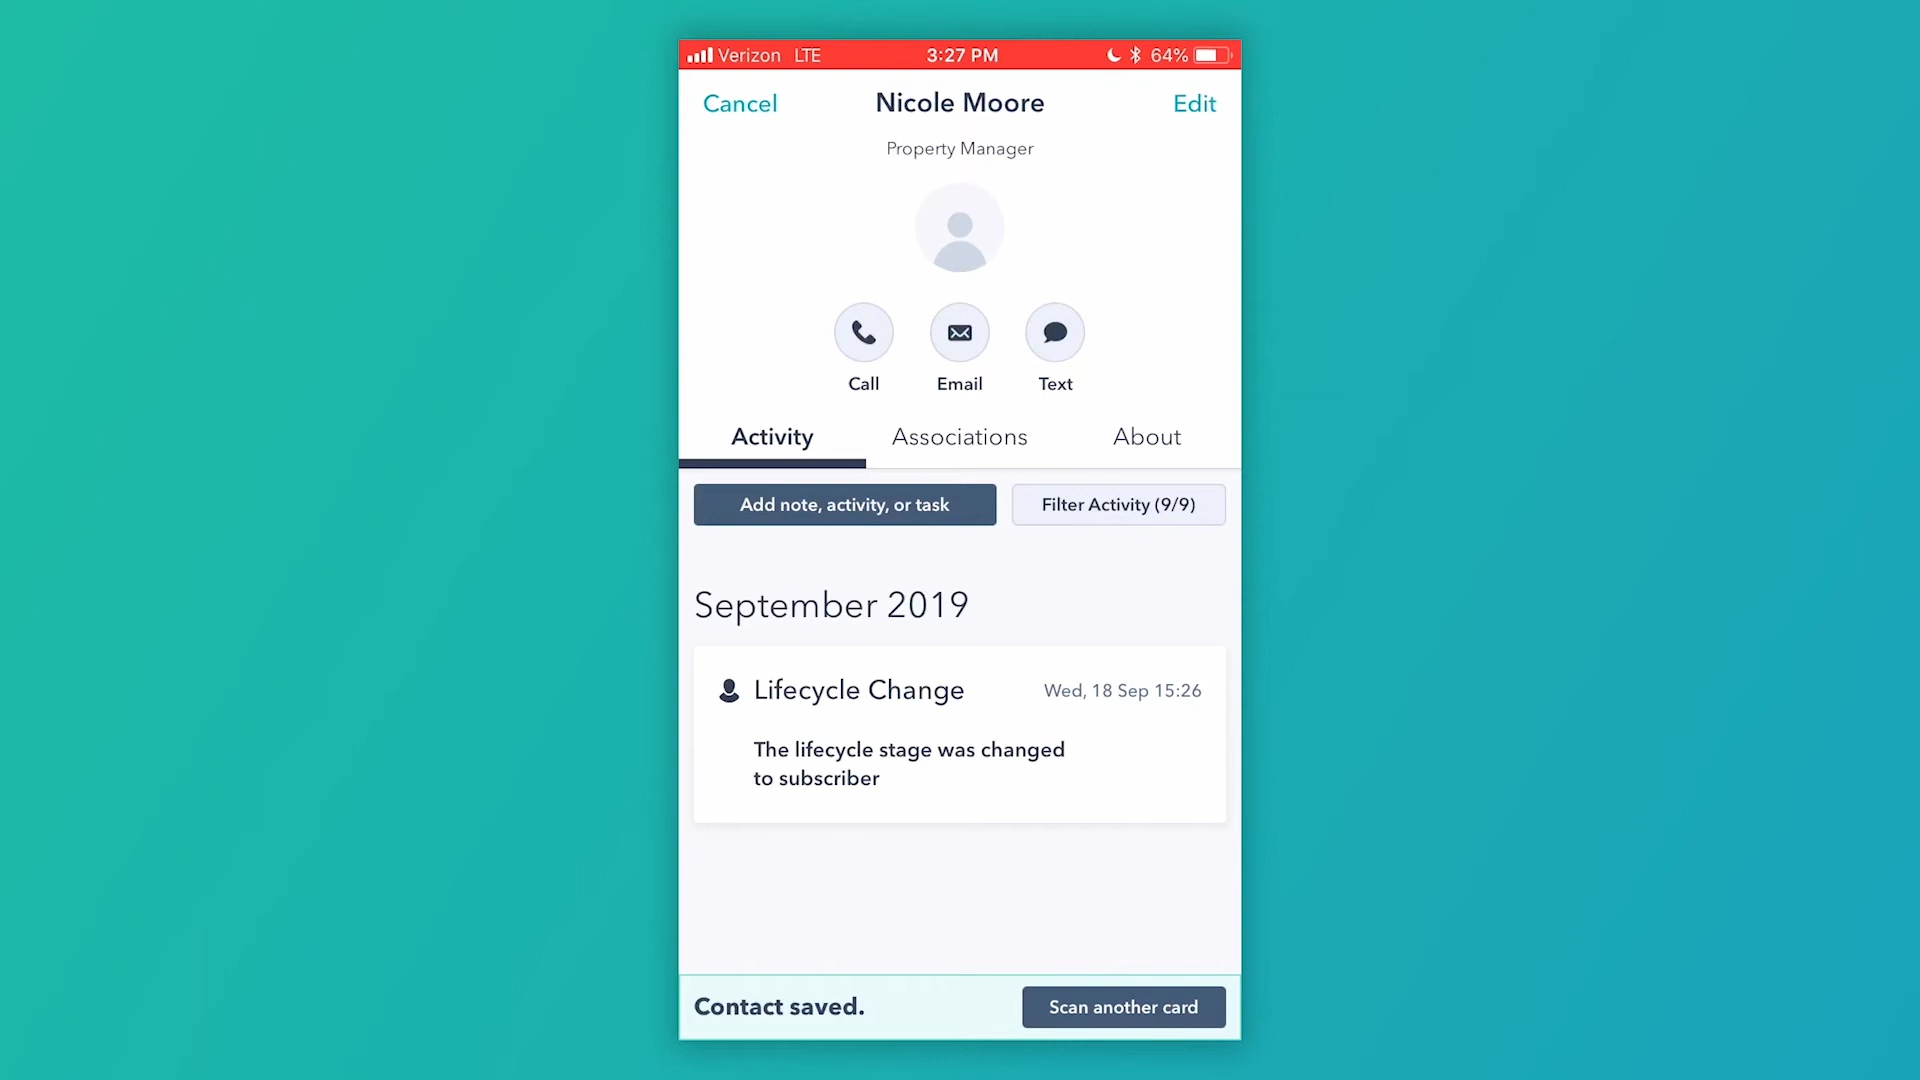 Verizon LTE 3:27 PM 64%
Cancel Nicole Moore Edit
Property Manager
Call Email Text
Activity Associations About
Add note, activity, or task Filter Activity (9/9)
September 2019
Lifecycle Change Wed, 18 Sep 15:26
The lifecycle stage was changed
to subscriber
Contact saved. Scan another card